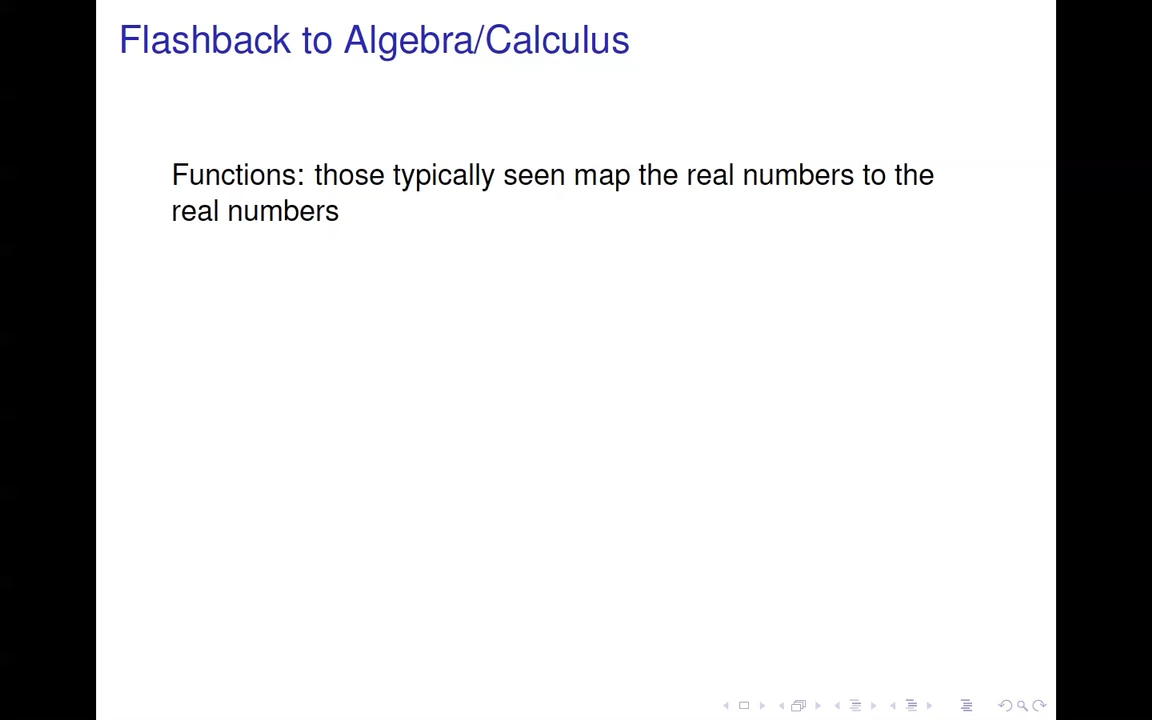 Flashback to Algebra/Calculus
Functions: those typically seen map the real numbers to the
real numbers